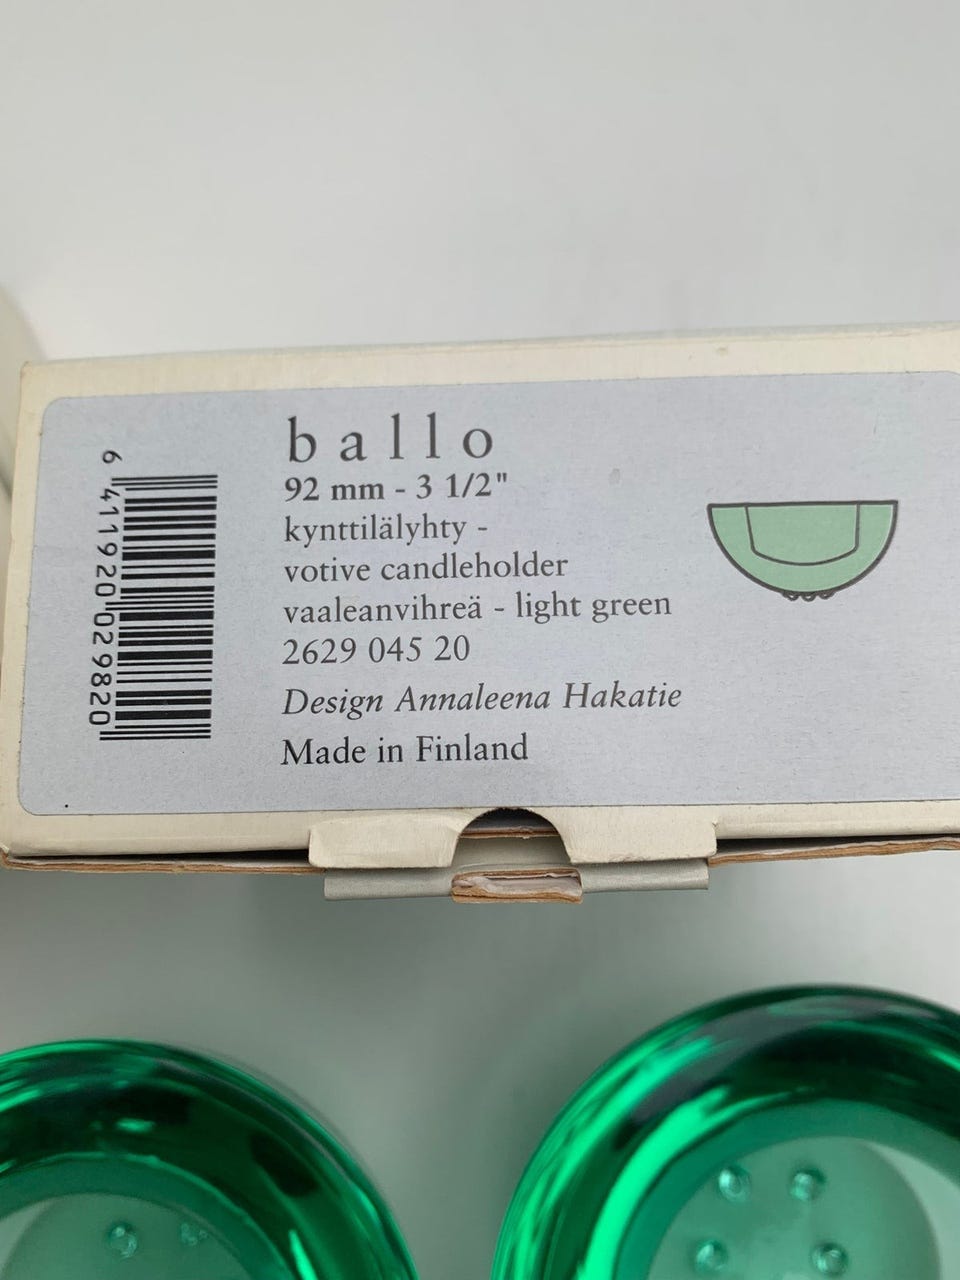 ballo
92 mm - 3 1/2"
kynttilälyhty -
votive candleholder
vaaleanvihreä - light green
2629 045 20
Design Annaleena Hakatie
Made in Finland
6 411920 029820